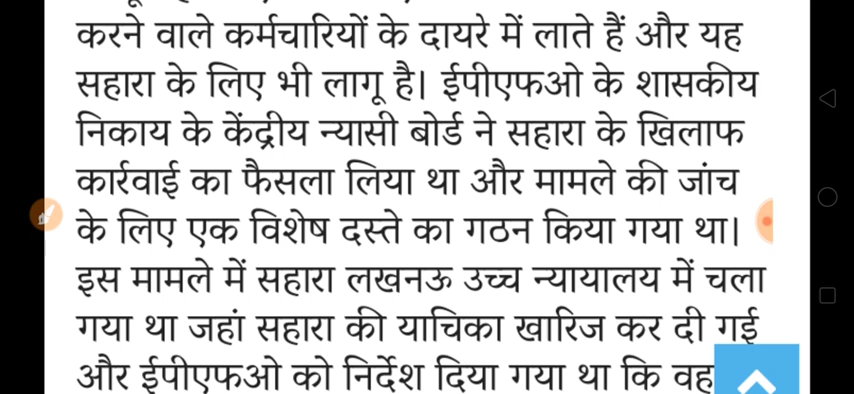 करने वाले कर्मचारियों के दायरे में लाते हैं और यह
सहारा के लिए भी लागू है। ईपीएफओ के शासकीय
निकाय के केंद्रीय न्यासी बोर्ड ने सहारा के खिलाफ
कार्रवाई का फैसला लिया था और मामले की जांच
के लिए एक विशेष दस्ते का गठन किया गया था।
इस मामले में सहारा लखनऊ उच्च न्यायालय में चला
गया था जहां सहारा की याचिका खारिज कर दी गई
और ईपीएफओ को निर्देश दिया गया था कि वह